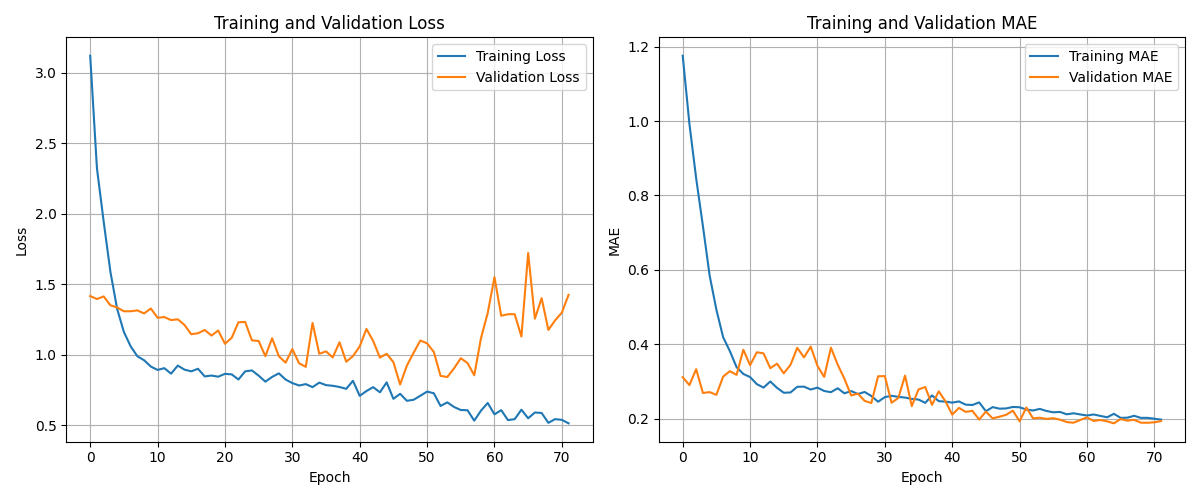 Training and Validation Loss
Training Loss
Validation Loss
3.0
2.5
2.0
1.5
1.0
0.5
Loss
0 10 20 30 40 50 60 70
Epoch
Training and Validation MAE
Training MAE
Validation MAE
1.2
1.0
0.8
0.6
0.4
0.2
MAE
0 10 20 30 40 50 60 70
Epoch